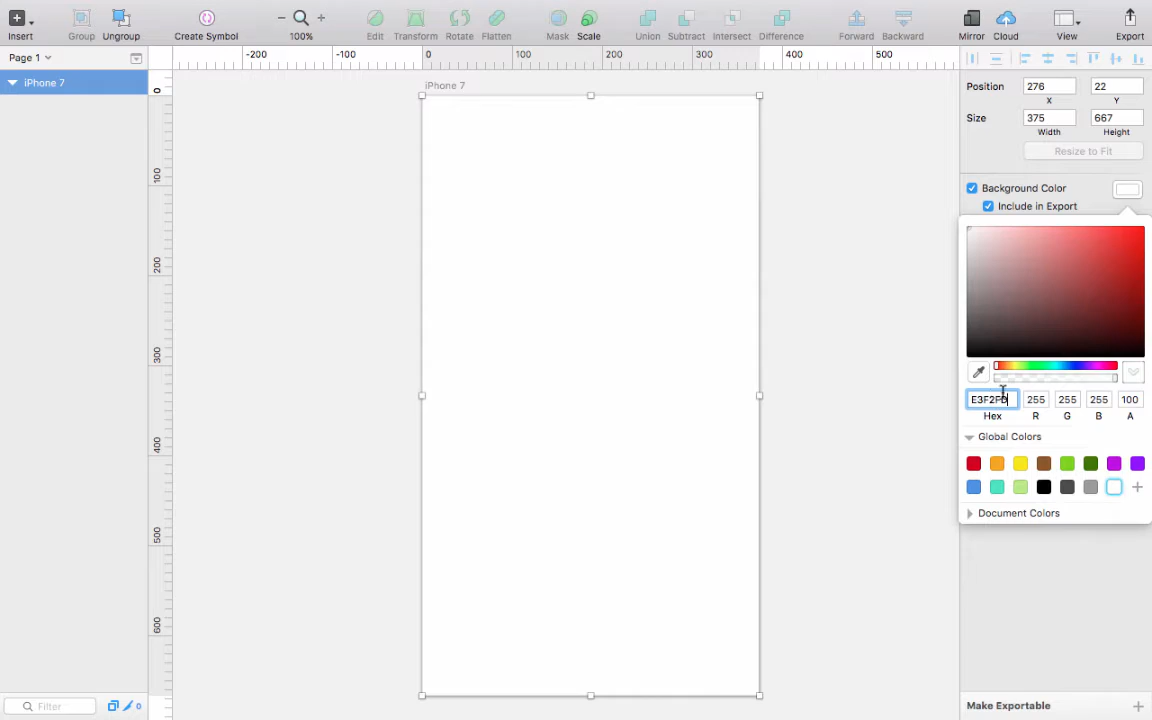 Insert
Group
Ungroup
Create Symbol
100%
Edit
Transform
Rotate
Flatten
Mask
Scale
Union
Subtract
Intersect
Difference
Forward
Backward
Mirror
Cloud
View
Export
Page 1
-200
-100
0
100
200
300
400
500
iPhone 7
iPhone 7
0
100
200
300
400
500
600
Position
276
22
X
Y
Size
375
667
Width
Height
Resize to Fit
Background Color
Include in Export
255
255
255
100
Hex
R
G
B
A
Global Colors
Document Colors
Filter
0
Make Exportable